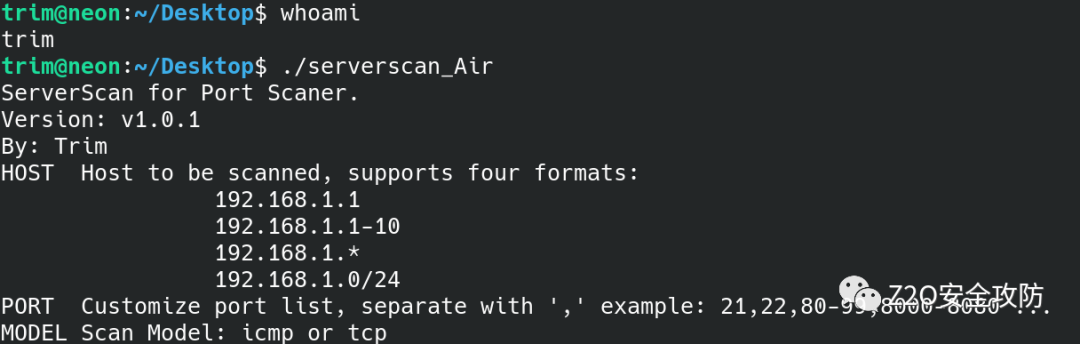 trim@neon:~/Desktop$ whoami
trim
trim@neon:~/Desktop$ ./serverscan_Air
ServerScan for Port Scaner.
Version: v1.0.1
By: Trim
HOST  Host to be scanned, supports four formats:
192.168.1.1
192.168.1.1-10
192.168.1.*
192.168.1.0/24
PORT  Customize port list, separate with ',' example: 21,22,80-99,8000-8080 ...
Z2O安全攻防
MODEL Scan Model: icmp or tcp